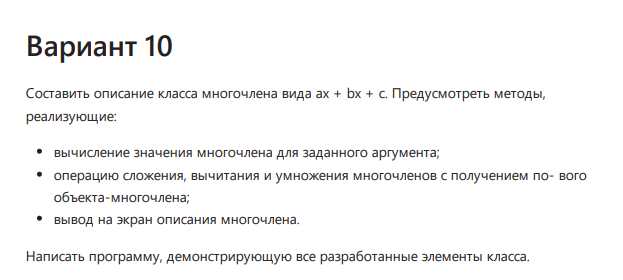 Вариант 10
Составить описание класса многочлена вида ax + bx + c. Предусмотреть методы,
реализующие:
• вычисление значения многочлена для заданного аргумента;
• операцию сложения, вычитания и умножения многочленов с получением по- вого
объекта-многочлена;
• вывод на экран описания многочлена.
Написать программу, демонстрирующую все разработанные элементы класса.